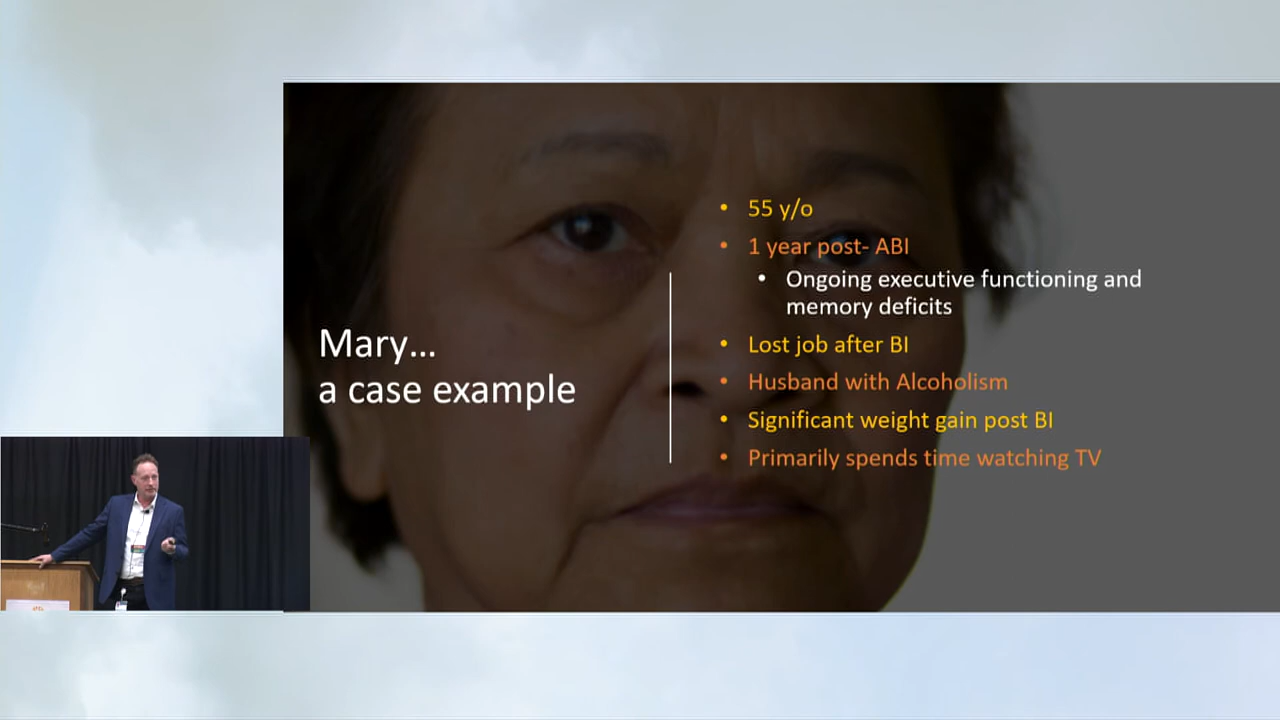 Mary...
a case example
• 55 y/o
• 1 year post- ABI
• Ongoing executive functioning and
memory deficits
• Lost job after BI
• Husband with Alcoholism
• Significant weight gain post BI
• Primarily spends time watching TV